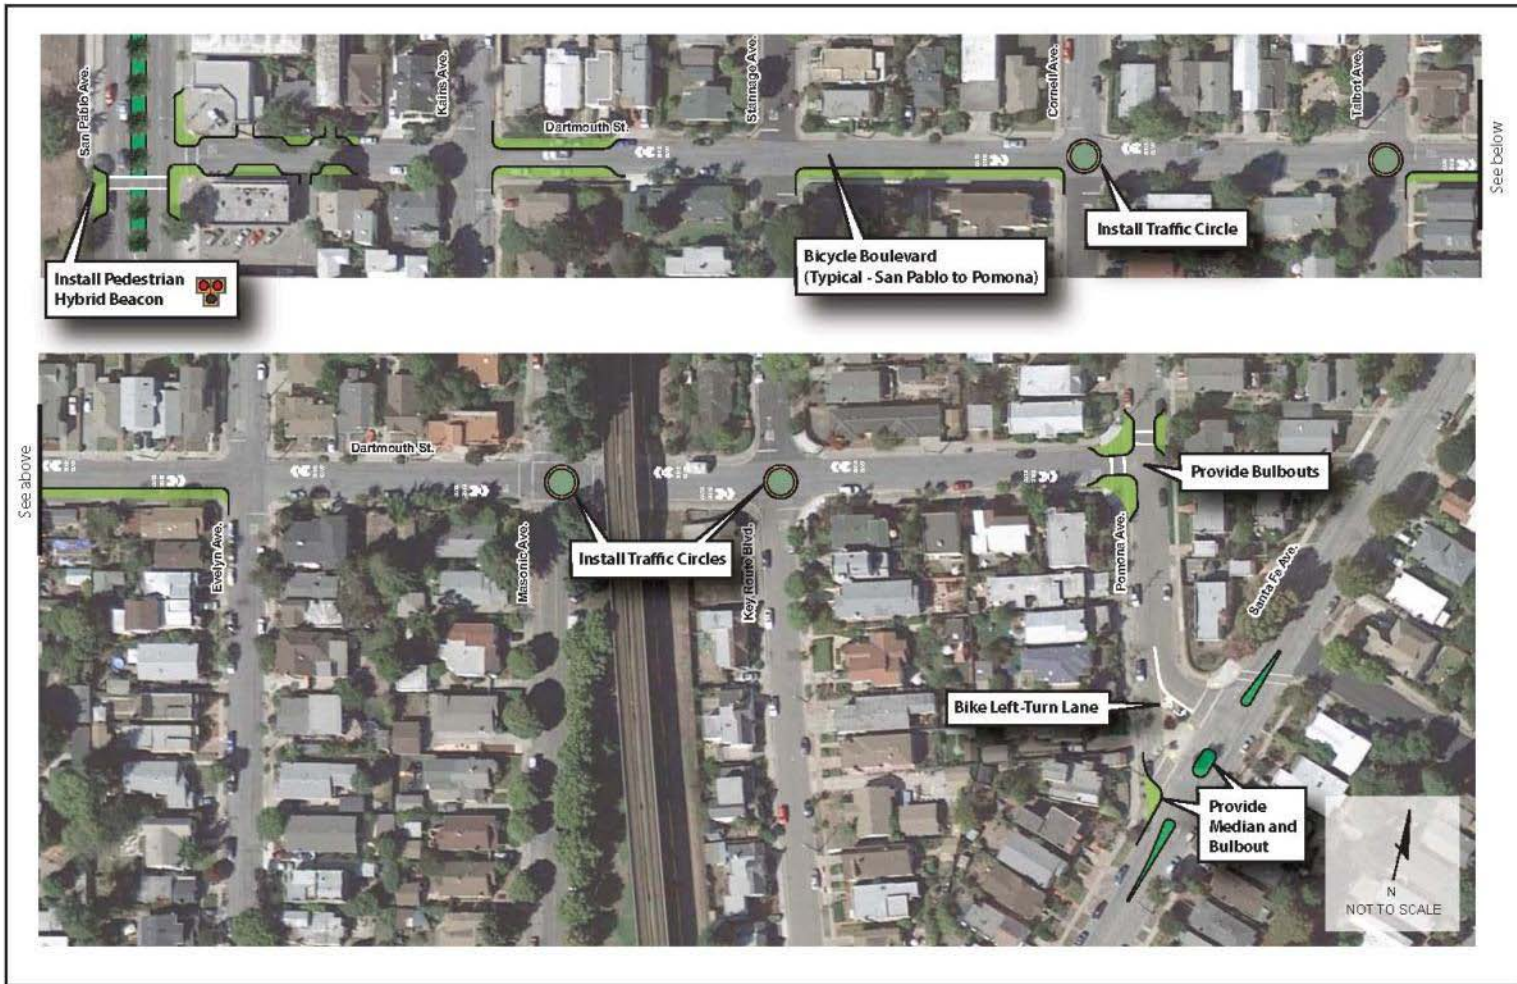 San Pablo Ave.
Kains Ave.
Dartmouth St.
Stannage Ave.
Cornell Ave.
Talbot Ave.
See below
Install Traffic Circle
Bicycle Boulevard
(Typical - San Pablo to Pomona)
Install Pedestrian
Hybrid Beacon
See above
Dartmouth St.
Provide Bulbouts
Evelyn Ave.
Masonic Ave.
Install Traffic Circles
Key Route Blvd.
Pomona Ave.
Santa Fe Ave.
Bike Left-Turn Lane
Provide
Median and
Bulbout
N
NOT TO SCALE